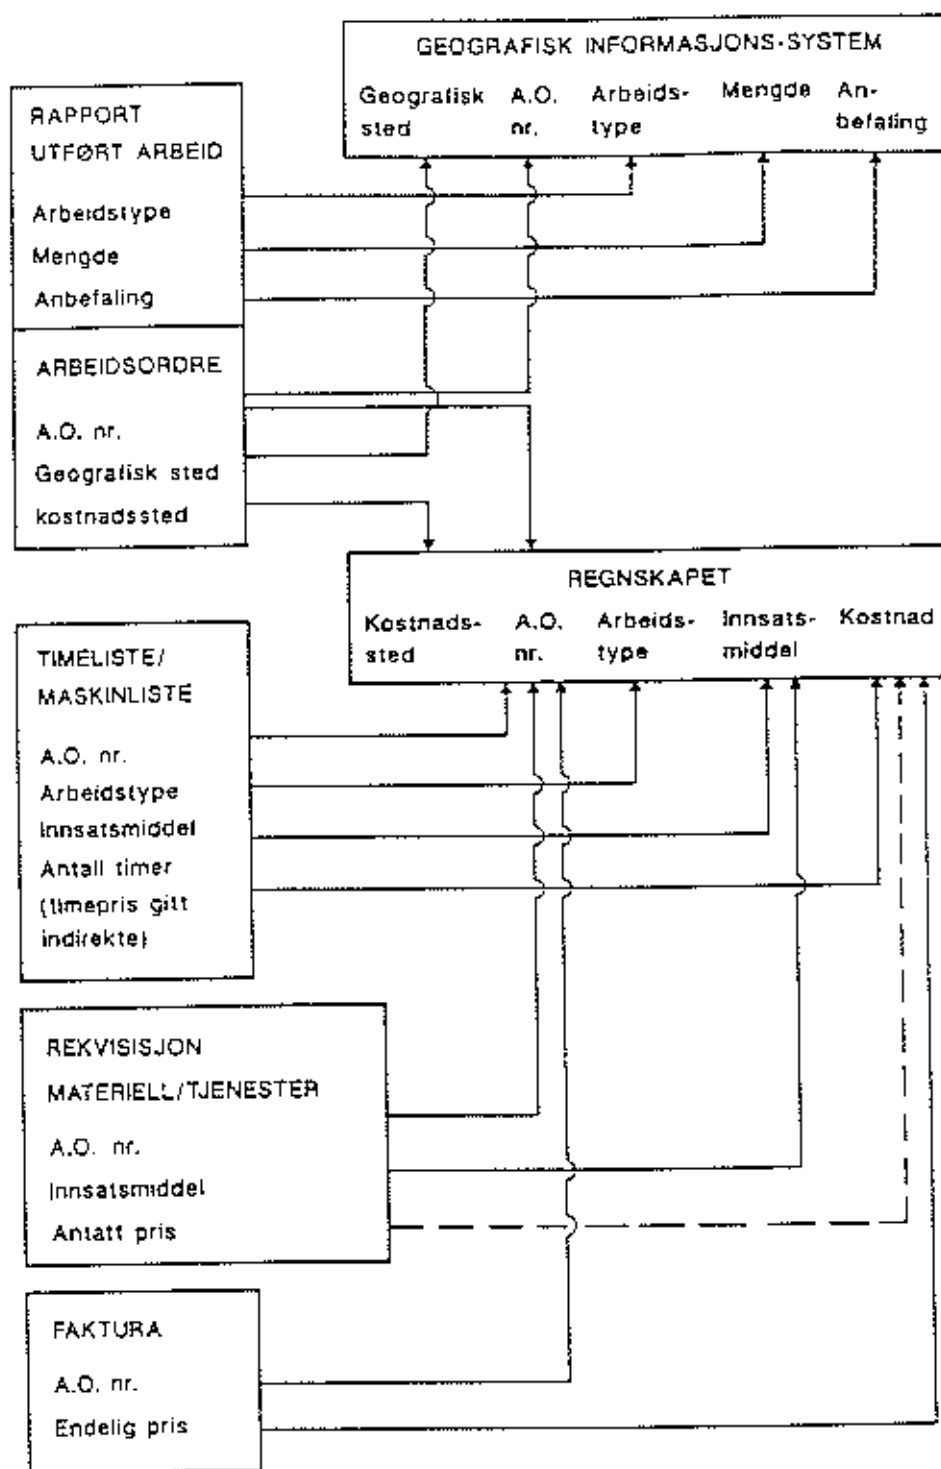 GEOGRAFISK INFORMASJONS-SYSTEM
Geografisk A.O. Arbeids- Mengde An-
sted nr. type befaling
RAPPORT
UTFØRT ARBEID
Arbeidstype
Mengde
Anbefaling
ARBEIDSORDRE
A.O. nr.
Geografisk sted
kostnadssted
REGNSKAPET
Kostnads- A.O. Arbeids- Innsats- Kostnad
sted nr. type middel
TIMELISTE/
MASKINLISTE
A.O. nr.
Arbeidstype
Innsatsmiddel
Antall timer
(timepris gitt
indirekte)
REKVISISJON
MATERIELL/TJENESTER
A.O. nr.
Innsatsmiddel
Antatt pris
FAKTURA
A.O. nr.
Endelig pris